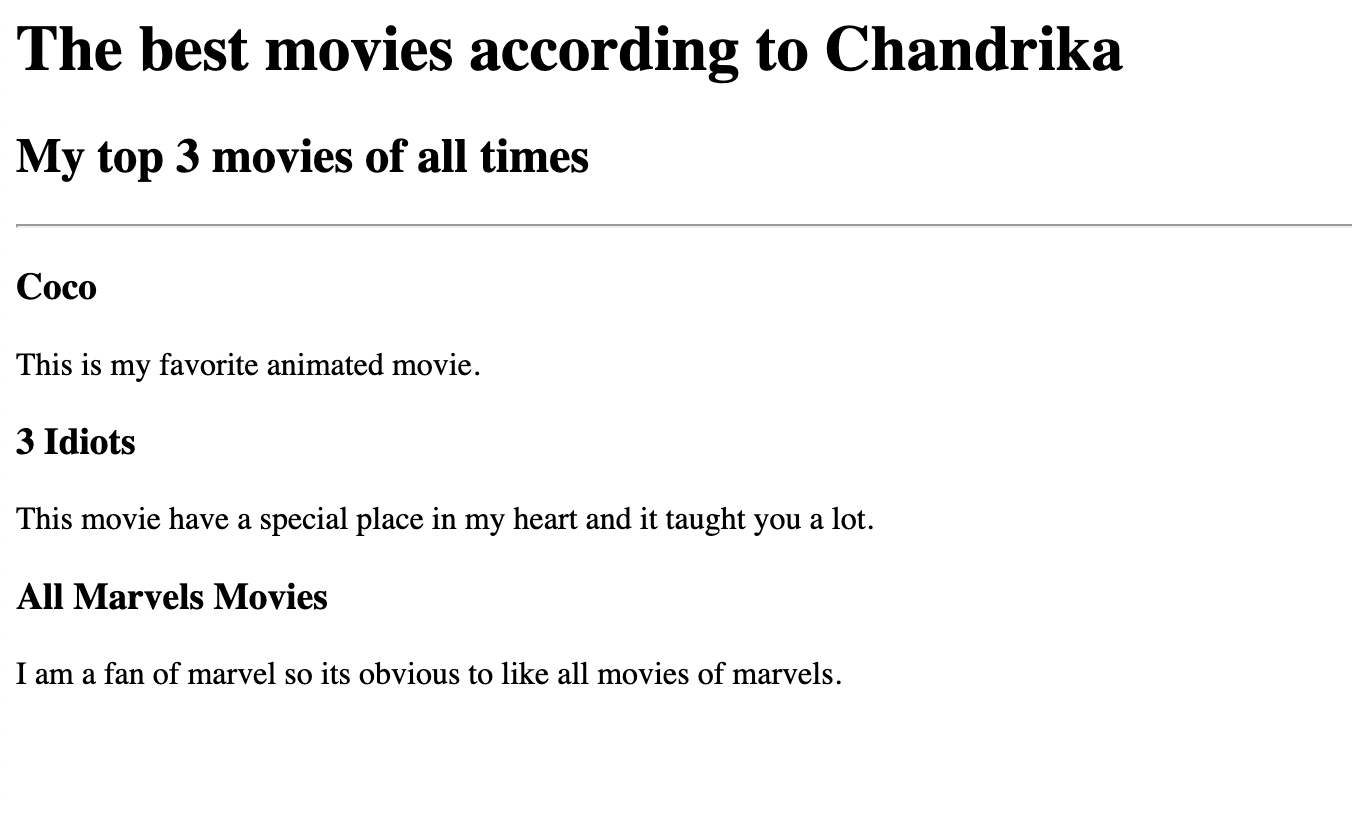 The best movies according to Chandrika
My top 3 movies of all times
Coco
This is my favorite animated movie.
3 Idiots
This movie have a special place in my heart and it taught you a lot.
All Marvels Movies
I am a fan of marvel so its obvious to like all movies of marvels.